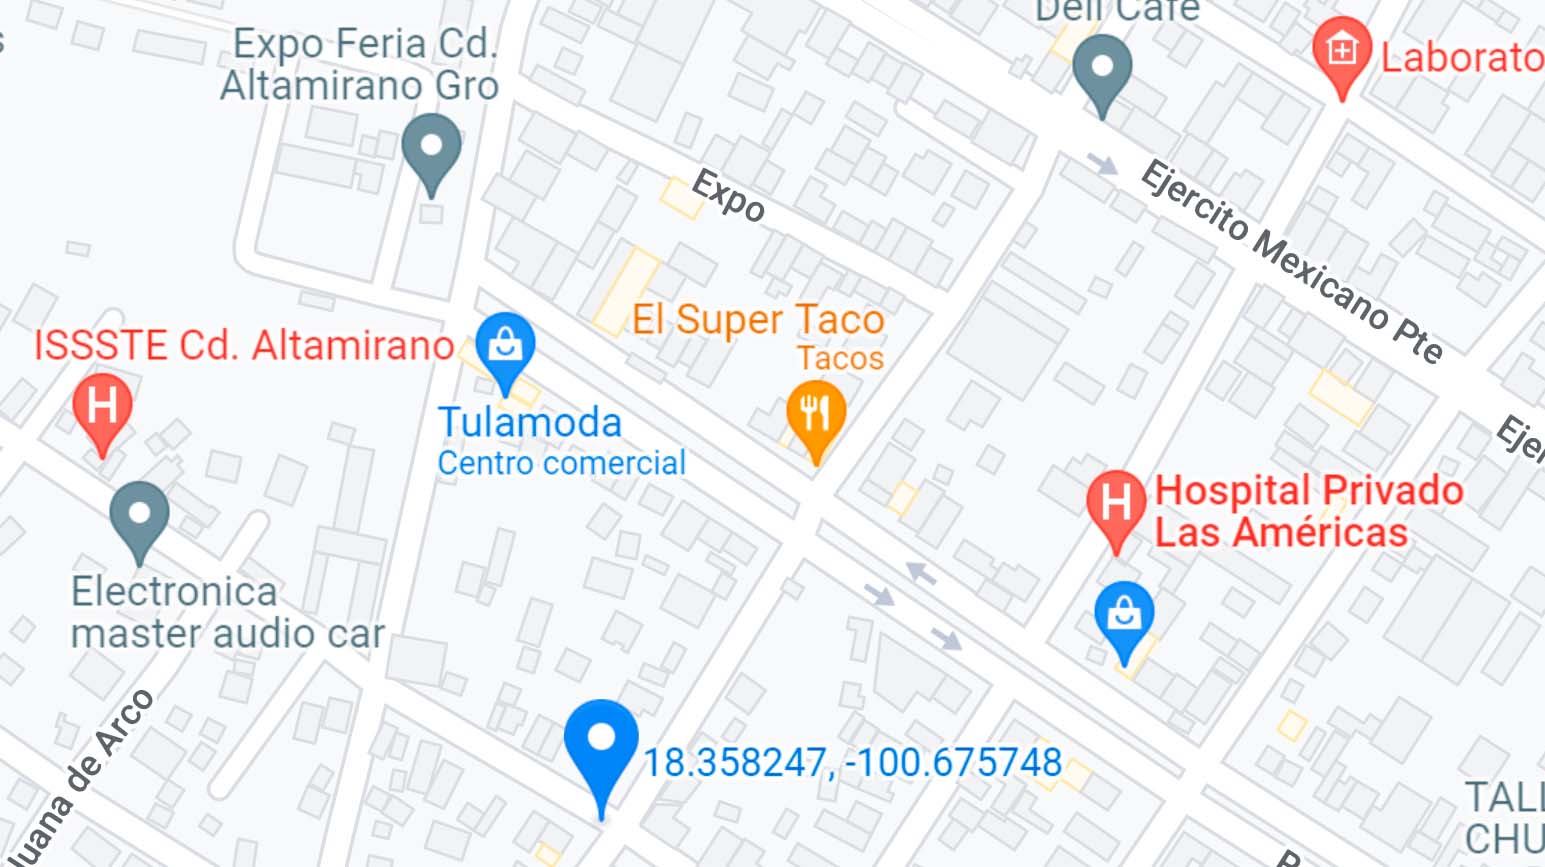 Deli Café
Expo Feria Cd.
Altamirano Gro
Laborato
Expo
Ejercito Mexicano Pte
El Super Taco
Tacos
ISSSTE Cd. Altamirano
H
Tulamoda
Centro comercial
Ejer
H
Hospital Privado
Las Américas
Electronica
master audio car
Juana de Arco
18.358247, -100.675748
TALL
CHU